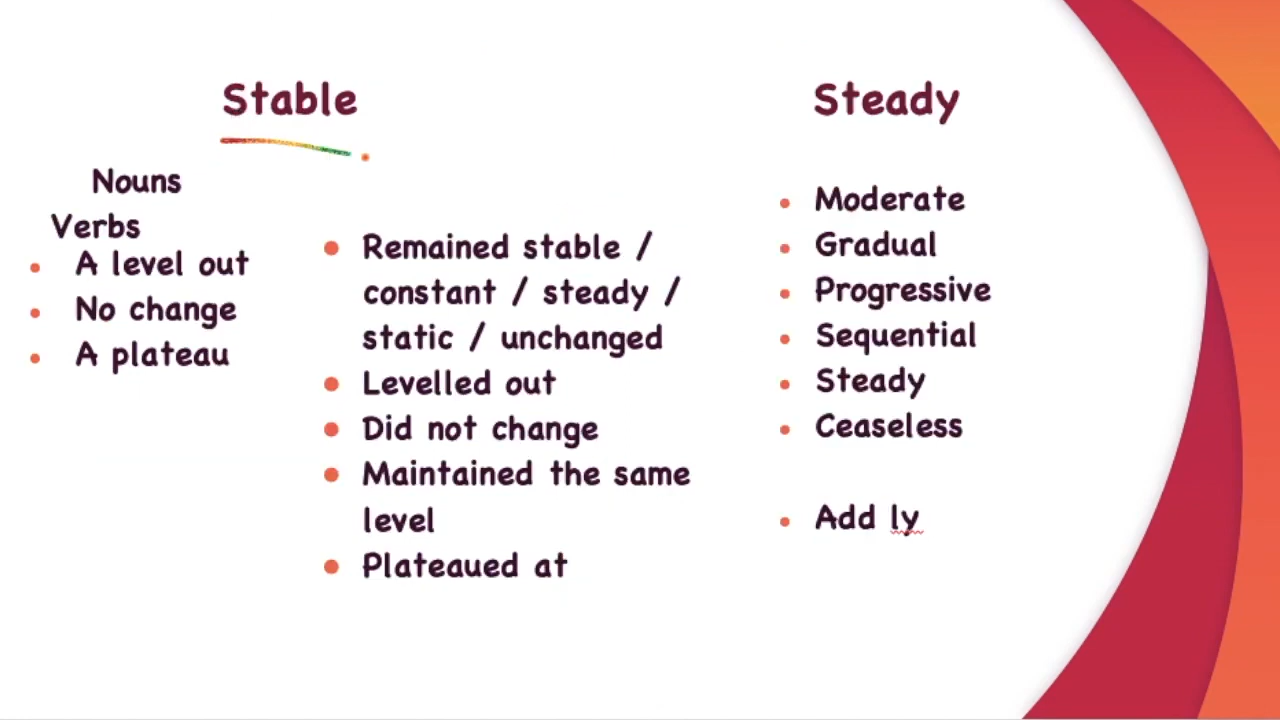 Stable
Nouns
Verbs
A level out
No change
A plateau
Remained stable /
constant / steady /
static / unchanged
Levelled out
Did not change
Maintained the same
level
Plateaued at
Steady
Moderate
Gradual
Progressive
Sequential
Steady
Ceaseless
Add ly